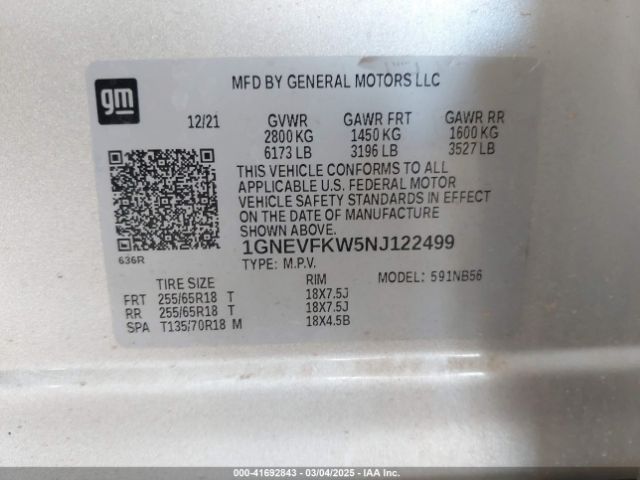 gm
MFD BY GENERAL MOTORS LLC
12/21 GVWR GAWR FRT GAWR RR
2800 KG 1450 KG 1600 KG
6173 LB 3196 LB 3527 LB
THIS VEHICLE CONFORMS TO ALL
APPLICABLE U.S. FEDERAL MOTOR
VEHICLE SAFETY STANDARDS IN EFFECT
ON THE DATE OF MANUFACTURE
SHOWN ABOVE.
1GNEVFKW5NJ122499
636R
TYPE: M.P.V.
MODEL: 591NB56
TIRE SIZE RIM
FRT 255/65R18 T 18X7.5J
RR 255/65R18 T 18X7.5J
SPA T135/70R18 M 18X4.5B
000-41692843 - 03/04/2025 - IAA Inc.